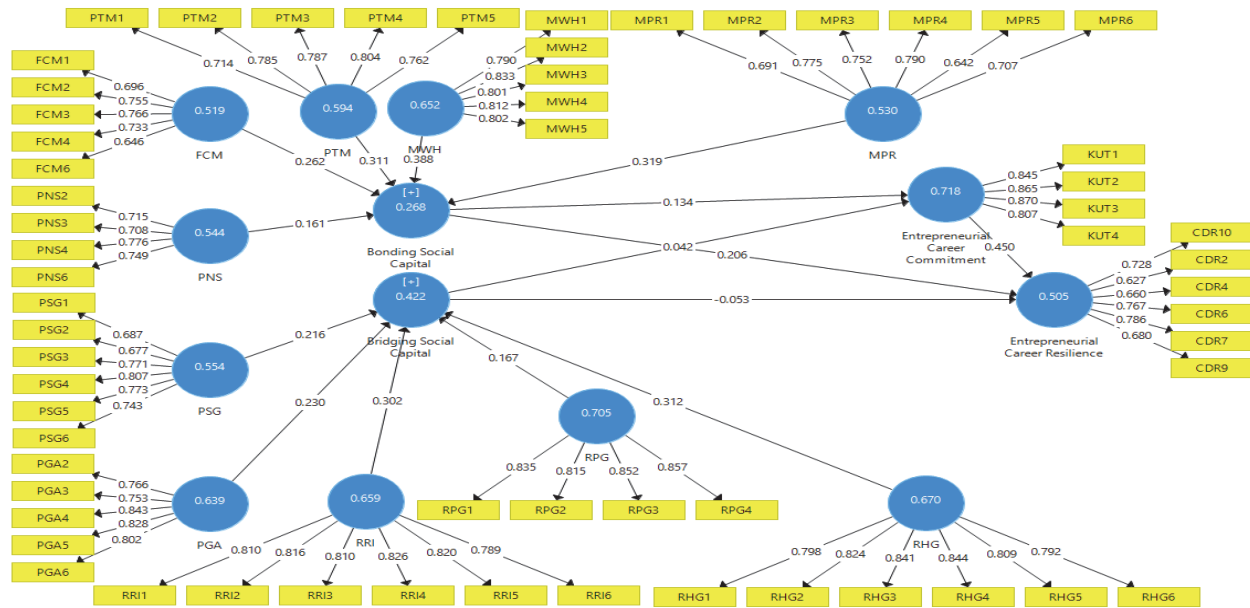 PTM1 PTM2 PTM3 PTM4 PTM5 MWH1 MPR1 MPR2 MPR3 MPR4 MPR5 MPR6
MWH2
MWH3
MWH4
MWH5
0.714 0.785 0.787 0.804 0.762
0.790
0.833
0.801
0.812
0.802
0.691 0.775 0.752 0.790 0.642 0.707
FCM1
FCM2
FCM3
FCM4
FCM6
0.696
0.755
0.766
0.733
0.646
0.519
FCM
0.594
PTM
0.652
MWH
0.530
MPR
0.262 0.311 0.388 0.319
PNS2
PNS3
PNS4
PNS6
0.715
0.708
0.776
0.749
0.544
PNS
0.161
[+]
0.268
Bonding Social
Capital
0.134
0.042
0.206
0.718
Entrepreneurial
Career
Commitment
0.845
0.865
0.870
0.807
KUT1
KUT2
KUT3
KUT4
0.450
[+]
0.422
Bridging Social
Capital
-0.053
0.505
Entrepreneurial
Career Resilience
0.728
0.627
0.660
0.767
0.786
0.680
CDR10
CDR2
CDR4
CDR6
CDR7
CDR9
PSG1
PSG2
PSG3
PSG4
PSG5
PSG6
0.687
0.677
0.771
0.807
0.773
0.743
0.554
PSG
0.216
0.230
0.302
0.167
0.312
PGA2
PGA3
PGA4
PGA5
PGA6
0.766
0.753
0.843
0.828
0.802
0.639
PGA
0.659
RRI
0.810 0.816 0.810 0.826 0.820 0.789
RRI1 RRI2 RRI3 RRI4 RRI5 RRI6
0.705
RPG
0.835 0.815 0.852 0.857
RPG1 RPG2 RPG3 RPG4
0.670
RHG
0.798 0.824 0.841 0.844 0.809 0.792
RHG1 RHG2 RHG3 RHG4 RHG5 RHG6